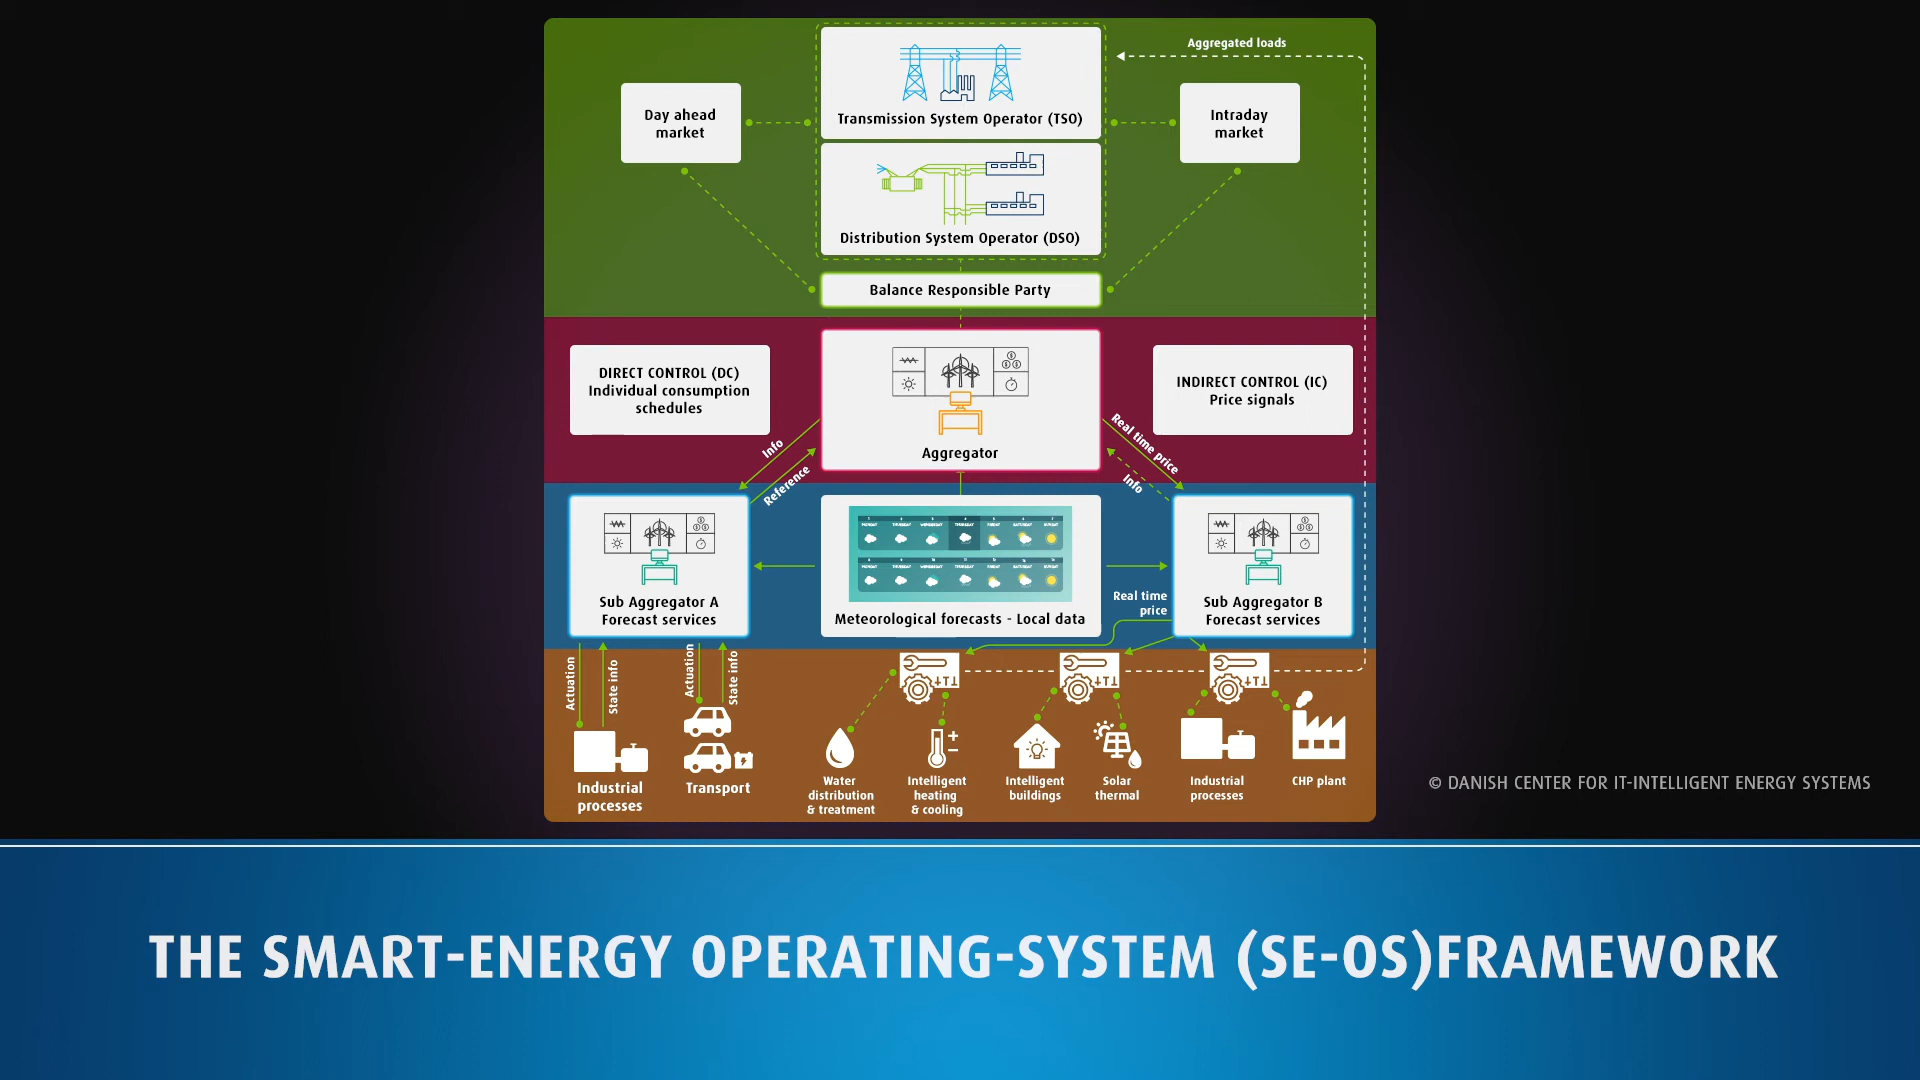 Aggregated loads
Day ahead
market
Transmission System Operator (TSO)
Intraday
market
Distribution System Operator (DSO)
Balance Responsible Party
DIRECT CONTROL (DC)
Individual consumption
schedules
Aggregator
INDIRECT CONTROL (IC)
Price signals
Info
Reference
Real time price
Info
Sub Aggregator A
Forecast services
Meteorological forecasts - Local data
Real time
price
Sub Aggregator B
Forecast services
Actuation
State info
Actuation
State info
Industrial
processes
Transport
Water
distribution
& treatment
Intelligent
heating
& cooling
Intelligent
buildings
Solar
thermal
Industrial
processes
CHP plant
© DANISH CENTER FOR IT-INTELLIGENT ENERGY SYSTEMS
THE SMART-ENERGY OPERATING-SYSTEM (SE-OS)FRAMEWORK